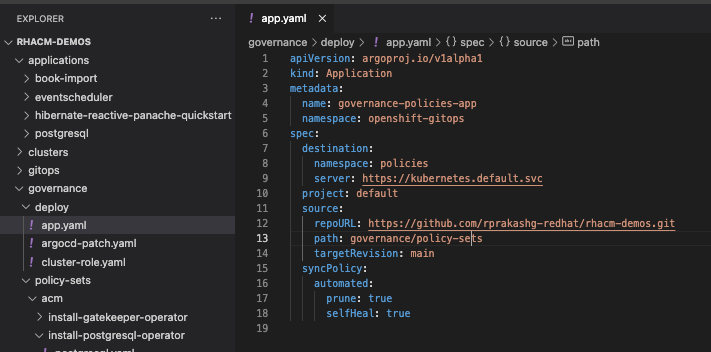 EXPLORER
RHACM-DEMOS
applications
book-import
eventscheduler
hibernate-reactive-panache-quickstart
postgresql
clusters
gitops
governance
deploy
! app.yaml
! argocd-patch.yaml
! cluster-role.yaml
policy-sets
acm
install-gatekeeper-operator
install-postgresql-operator
! app.yaml ×
governance > deploy > ! app.yaml > {} spec > {} source > path
1 apiVersion: argoproj.io/v1alpha1
2 kind: Application
3 metadata:
4   name: governance-policies-app
5   namespace: openshift-gitops
6 spec:
7   destination:
8     namespace: policies
9     server: https://kubernetes.default.svc
10   project: default
11   source:
12     repoURL: https://github.com/rprakashg-redhat/rhacm-demos.git
13     path: governance/policy-sets
14     targetRevision: main
15   syncPolicy:
16     automated:
17       prune: true
18       selfHeal: true
19